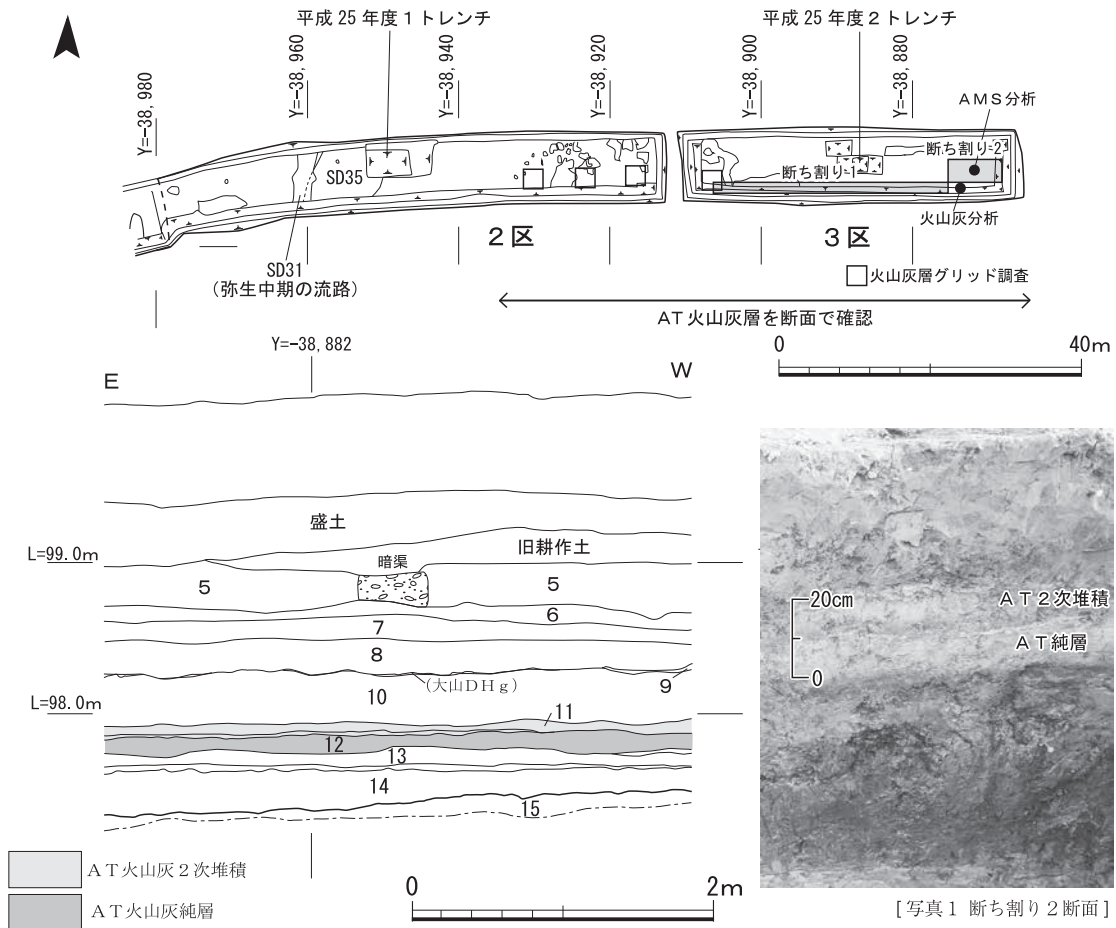 平成25年度1トレンチ
平成25年度2トレンチ
Y=-38,980
Y=-38,960
Y=-38,940
Y=-38,920
Y=-38,900
Y=-38,880
AMS分析
SD35
断ち割り-1
断ち割り-2
火山灰分析
2区
3区
SD31
(弥生中期の流路)
火山灰層グリッド調査
AT火山灰層を断面で確認
Y=-38,882
0 40m
E
W
盛土
旧耕作土
L=99.0m
暗渠
5
5
6
7
8
9
(大山DHg)
10
L=98.0m
11
12
13
14
15
20cm
AT2次堆積
AT純層
0
AT火山灰2次堆積
AT火山灰純層
0 2m
[写真1 断ち割り2断面]